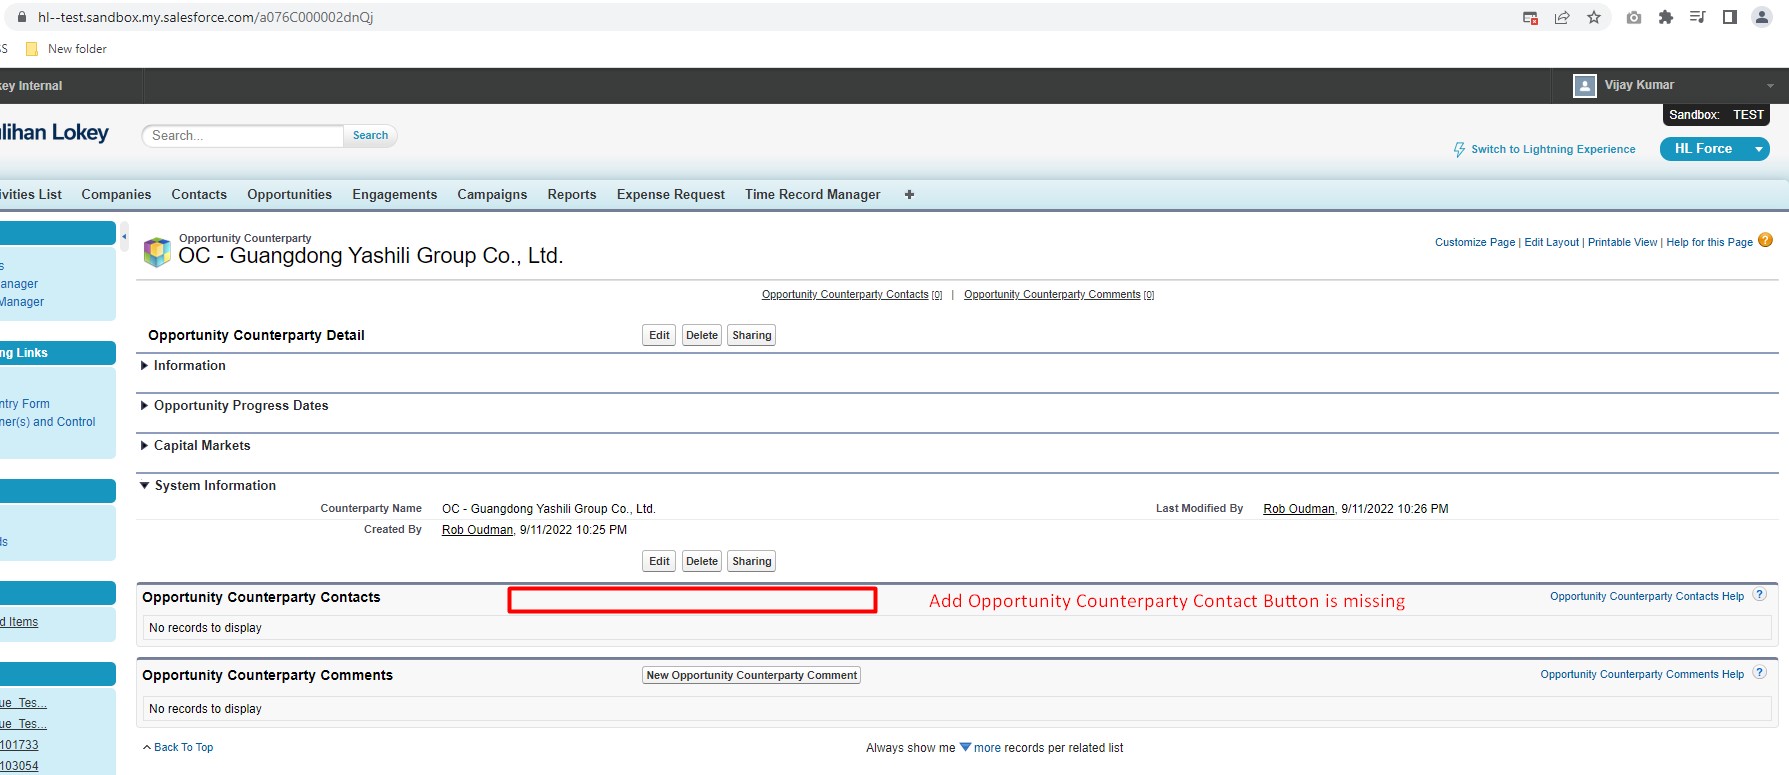 hl--test.sandbox.my.salesforce.com/a076C000002dnQj
SS New folder
key Internal Vijay Kumar
Sandbox: TEST
ulihan Lokey Search... Search
Switch to Lightning Experience HL Force
ivities List Companies Contacts Opportunities Engagements Campaigns Reports Expense Request Time Record Manager +
Opportunity Counterparty
OC - Guangdong Yashili Group Co., Ltd.
Customize Page | Edit Layout | Printable View | Help for this Page ?
s
anager
Manager
ng Links
ntry Form
ner(s) and Control
ds
d Items
ue_Tes...
ue_Tes...
101733
103054
Opportunity Counterparty Contacts [0] | Opportunity Counterparty Comments [0]
Opportunity Counterparty Detail Edit Delete Sharing
Information
Opportunity Progress Dates
Capital Markets
System Information
Counterparty Name OC - Guangdong Yashili Group Co., Ltd. Last Modified By Rob Oudman, 9/11/2022 10:26 PM
Created By Rob Oudman, 9/11/2022 10:25 PM
Edit Delete Sharing
Opportunity Counterparty Contacts Add Opportunity Counterparty Contact Button is missing Opportunity Counterparty Contacts Help ?
No records to display
Opportunity Counterparty Comments New Opportunity Counterparty Comment Opportunity Counterparty Comments Help ?
No records to display
Back To Top Always show me more records per related list